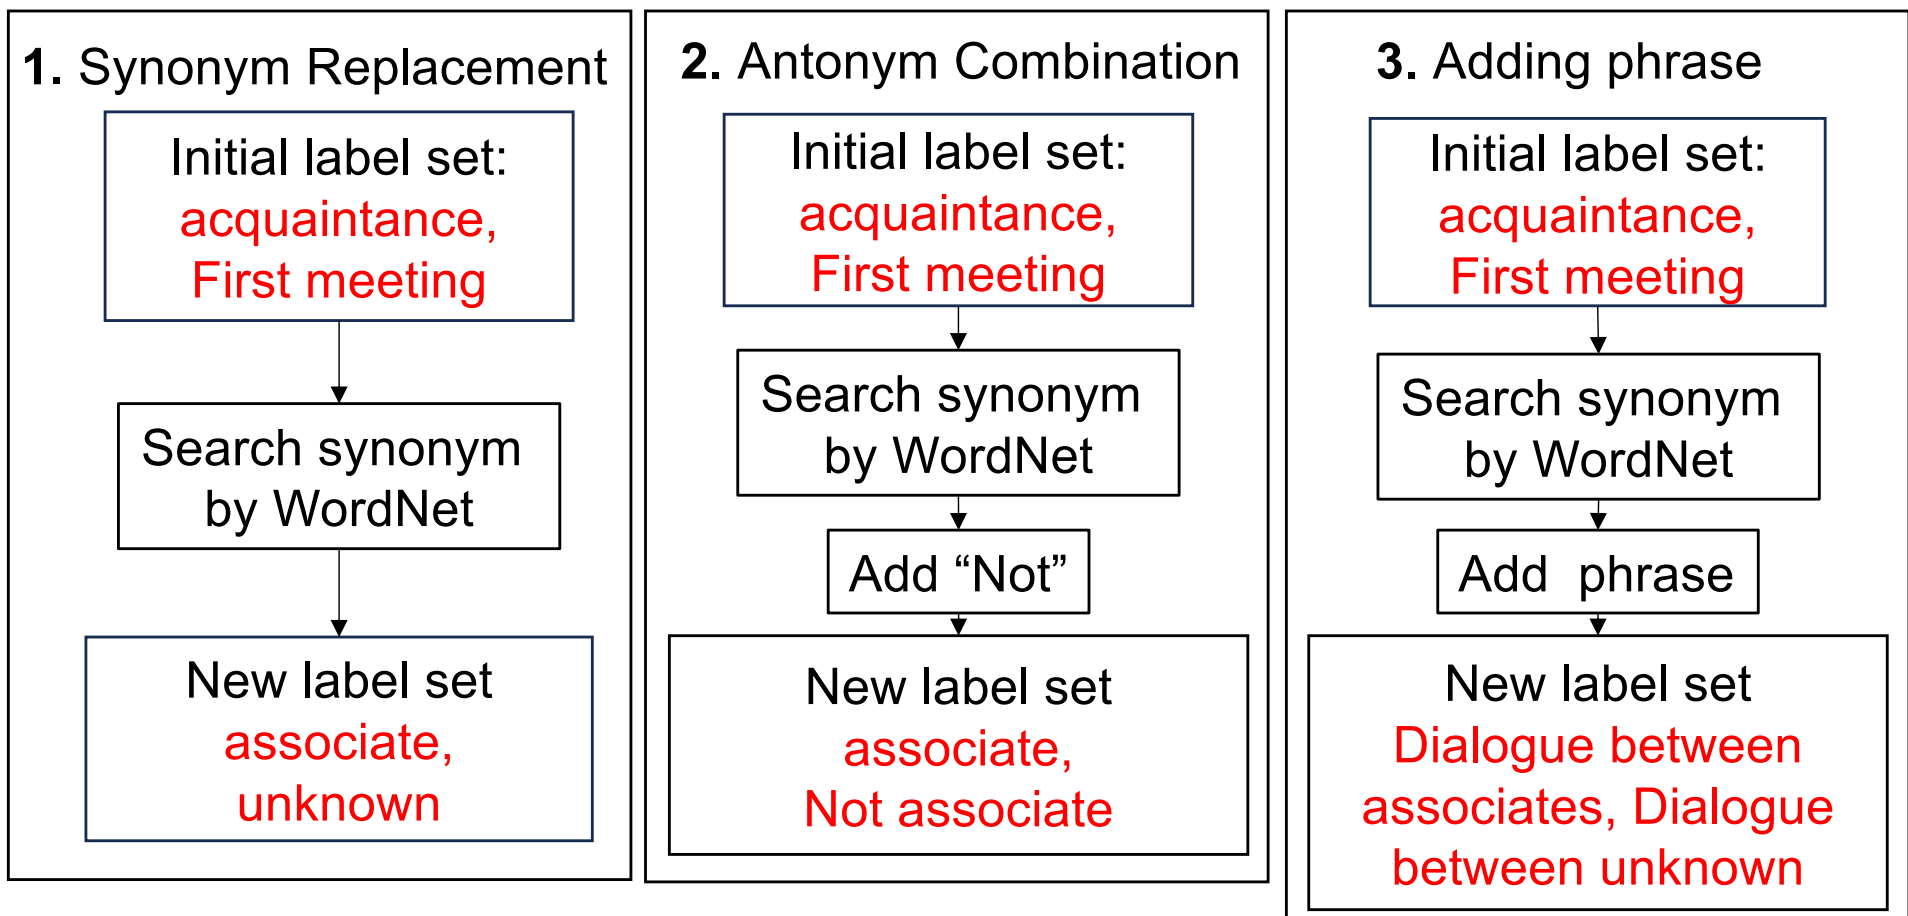 1. Synonym Replacement
Initial label set:
acquaintance,
First meeting
Search synonym
by WordNet
New label set
associate,
unknown
2. Antonym Combination
Initial label set:
acquaintance,
First meeting
Search synonym
by WordNet
Add “Not”
New label set
associate,
Not associate
3. Adding phrase
Initial label set:
acquaintance,
First meeting
Search synonym
by WordNet
Add phrase
New label set
Dialogue between
associates, Dialogue
between unknown